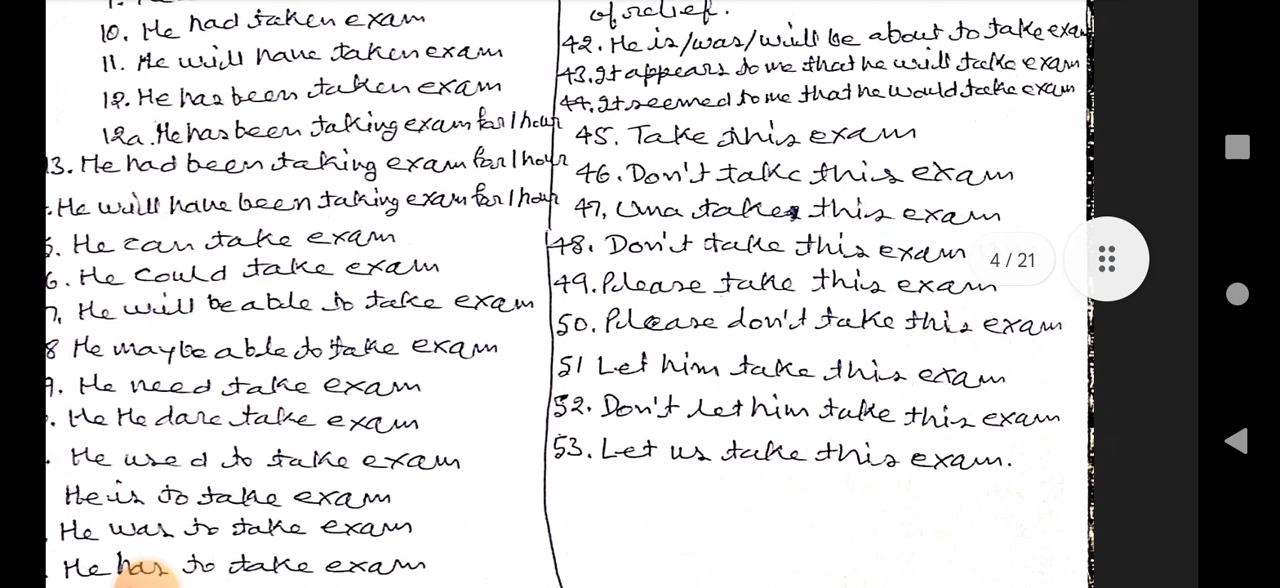 10. He had taken exam
11. He will have taken exam
12. He has been taken exam
12a. He has been taking exam for 1 hour
13. He had been taking exam for 1 hour
. He will have been taking exam for 1 hour
5. He can take exam
6. He could take exam
7. He will be able to take exam
8 He may be able to take exam
9. He need take exam
. He He dare take exam
. He used to take exam
He is to take exam
. He was to take exam
. He has to take exam
of relief.
42. He is/was/will be about to take exam
43. It appears to me that he will take exam
44. It seemed to me that he would take exam
45. Take this exam
46. Don't take this exam
47. Uma take this exam
48. Don't take this exam
49. Please take this exam
50. Please don't take this exam
51 Let him take this exam
52. Don't let him take this exam
53. Let us take this exam.
4 / 21